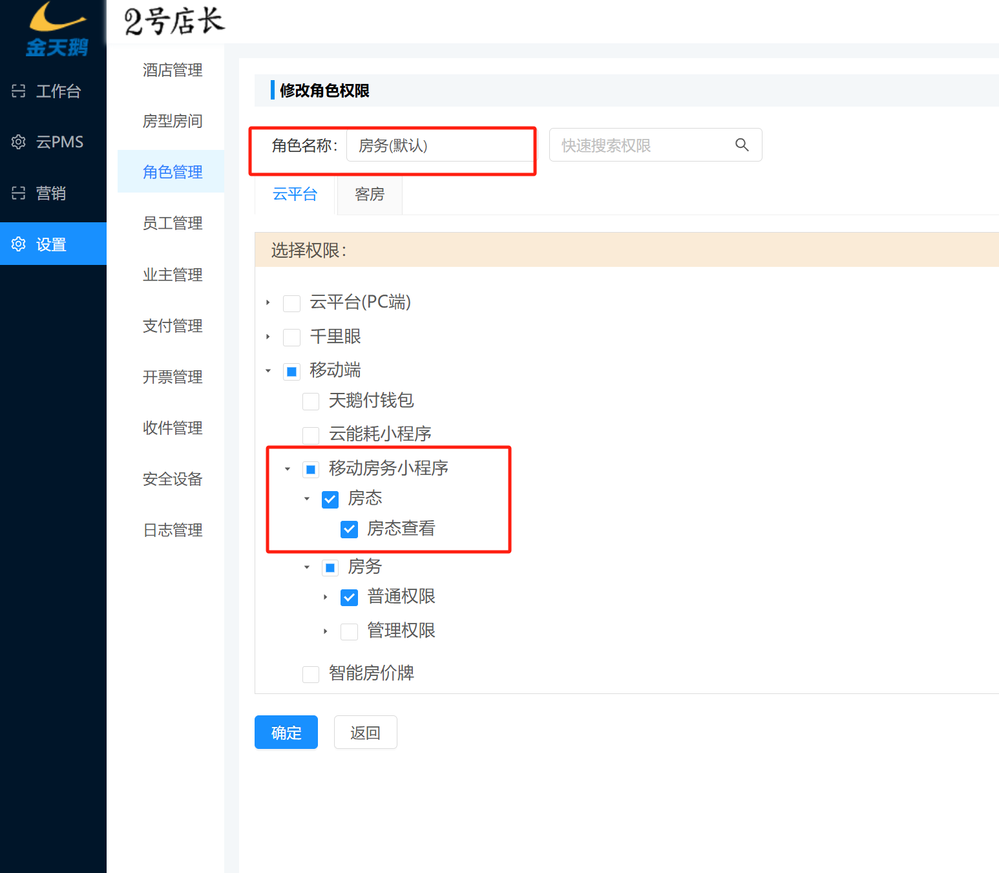 金天鹅
2号店长
工作台
云PMS
营销
设置
酒店管理
房型房间
角色管理
员工管理
业主管理
支付管理
开票管理
收件管理
安全设备
日志管理
修改角色权限
角色名称: 房务(默认) 快速搜索权限
云平台 客房
选择权限:
云平台(PC端)
千里眼
移动端
天鹅付钱包
云能耗小程序
移动房务小程序
房态
房态查看
房务
普通权限
管理权限
智能房价牌
确定 返回